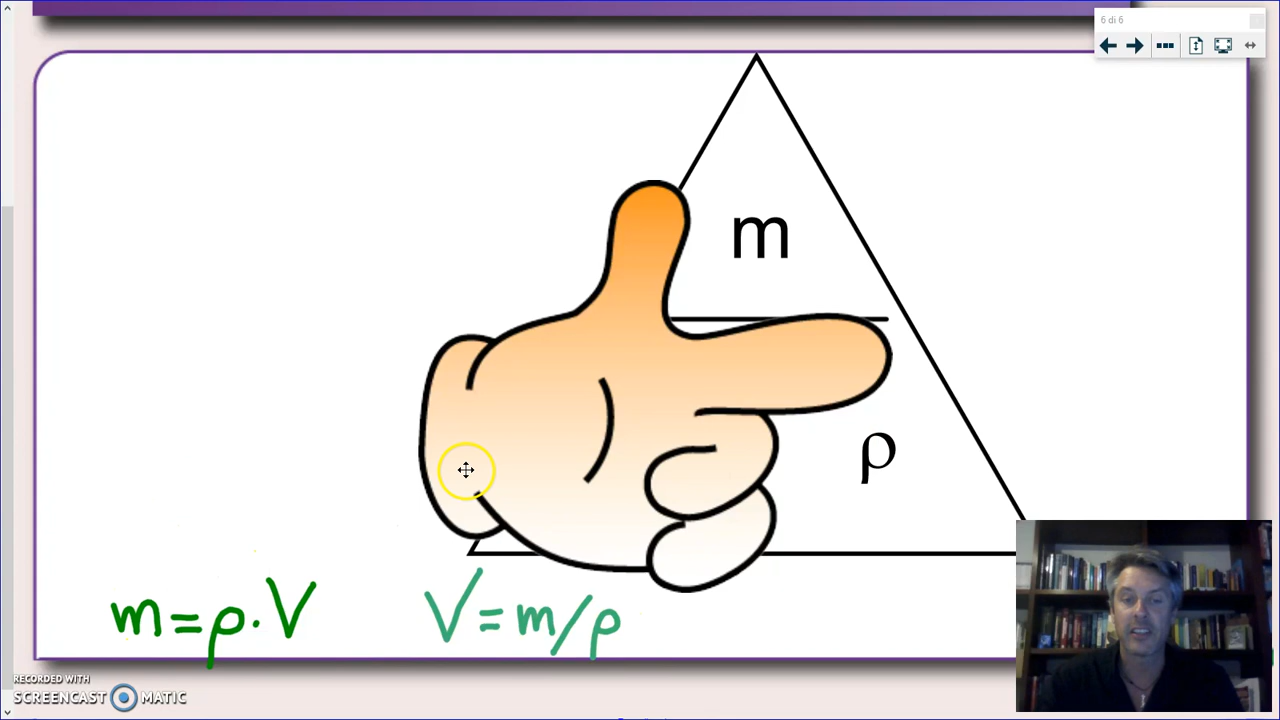 6 di 6
m
ρ
m=ρ·V
V=m/ρ
RECORDED WITH
SCREENCAST MATIC